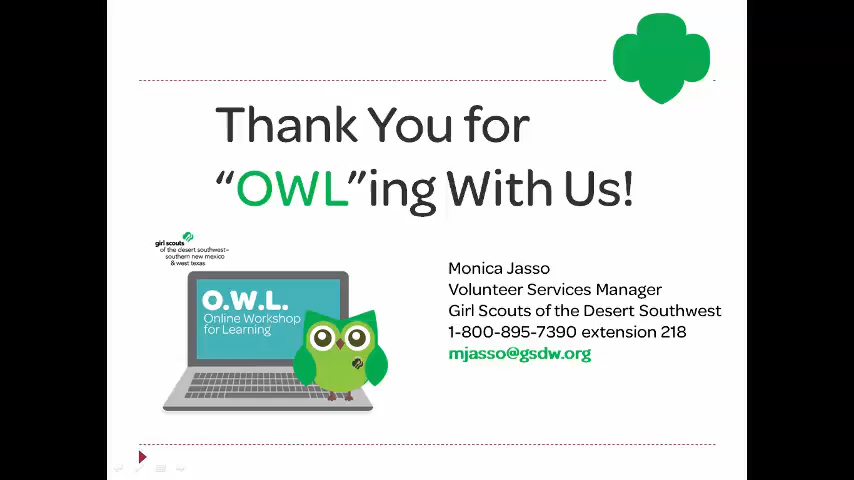 Thank You for
“OWL”ing With Us!
girl scouts
of the desert southwest–
southern new mexico
& west texas
O.W.L.
Online Workshop
for Learning
Monica Jasso
Volunteer Services Manager
Girl Scouts of the Desert Southwest
1-800-895-7390 extension 218
mjasso@gsdw.org